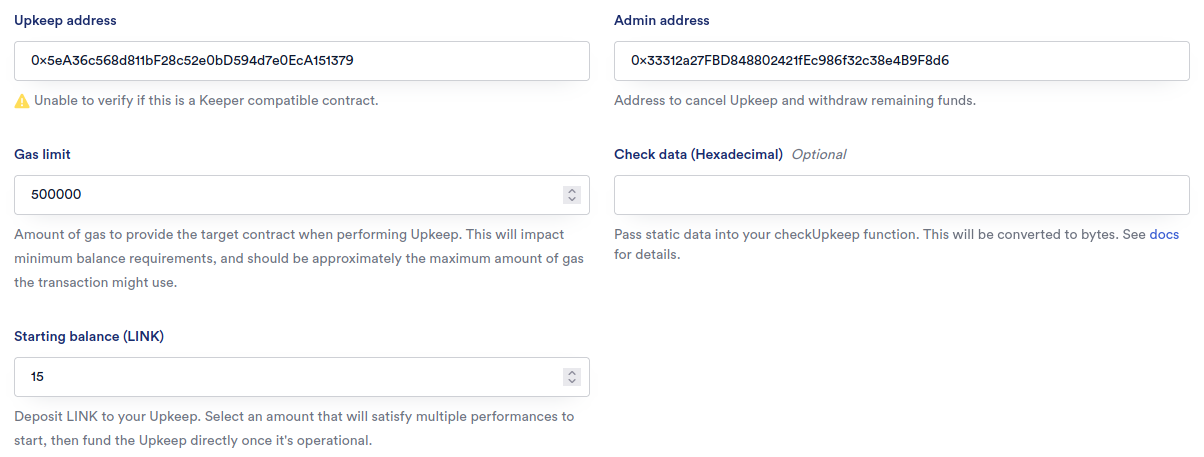 Upkeep address
0x5eA36c568d811bF28c52e0bD594d7e0EcA151379
Unable to verify if this is a Keeper compatible contract.
Admin address
0x33312a27FBD848802421fEc986f32c38e4B9F8d6
Address to cancel Upkeep and withdraw remaining funds.
Gas limit
500000
Amount of gas to provide the target contract when performing Upkeep. This will impact
minimum balance requirements, and should be approximately the maximum amount of gas
the transaction might use.
Check data (Hexadecimal) Optional
Pass static data into your checkUpkeep function. This will be converted to bytes. See docs
for details.
Starting balance (LINK)
15
Deposit LINK to your Upkeep. Select an amount that will satisfy multiple performances to
start, then fund the Upkeep directly once it's operational.